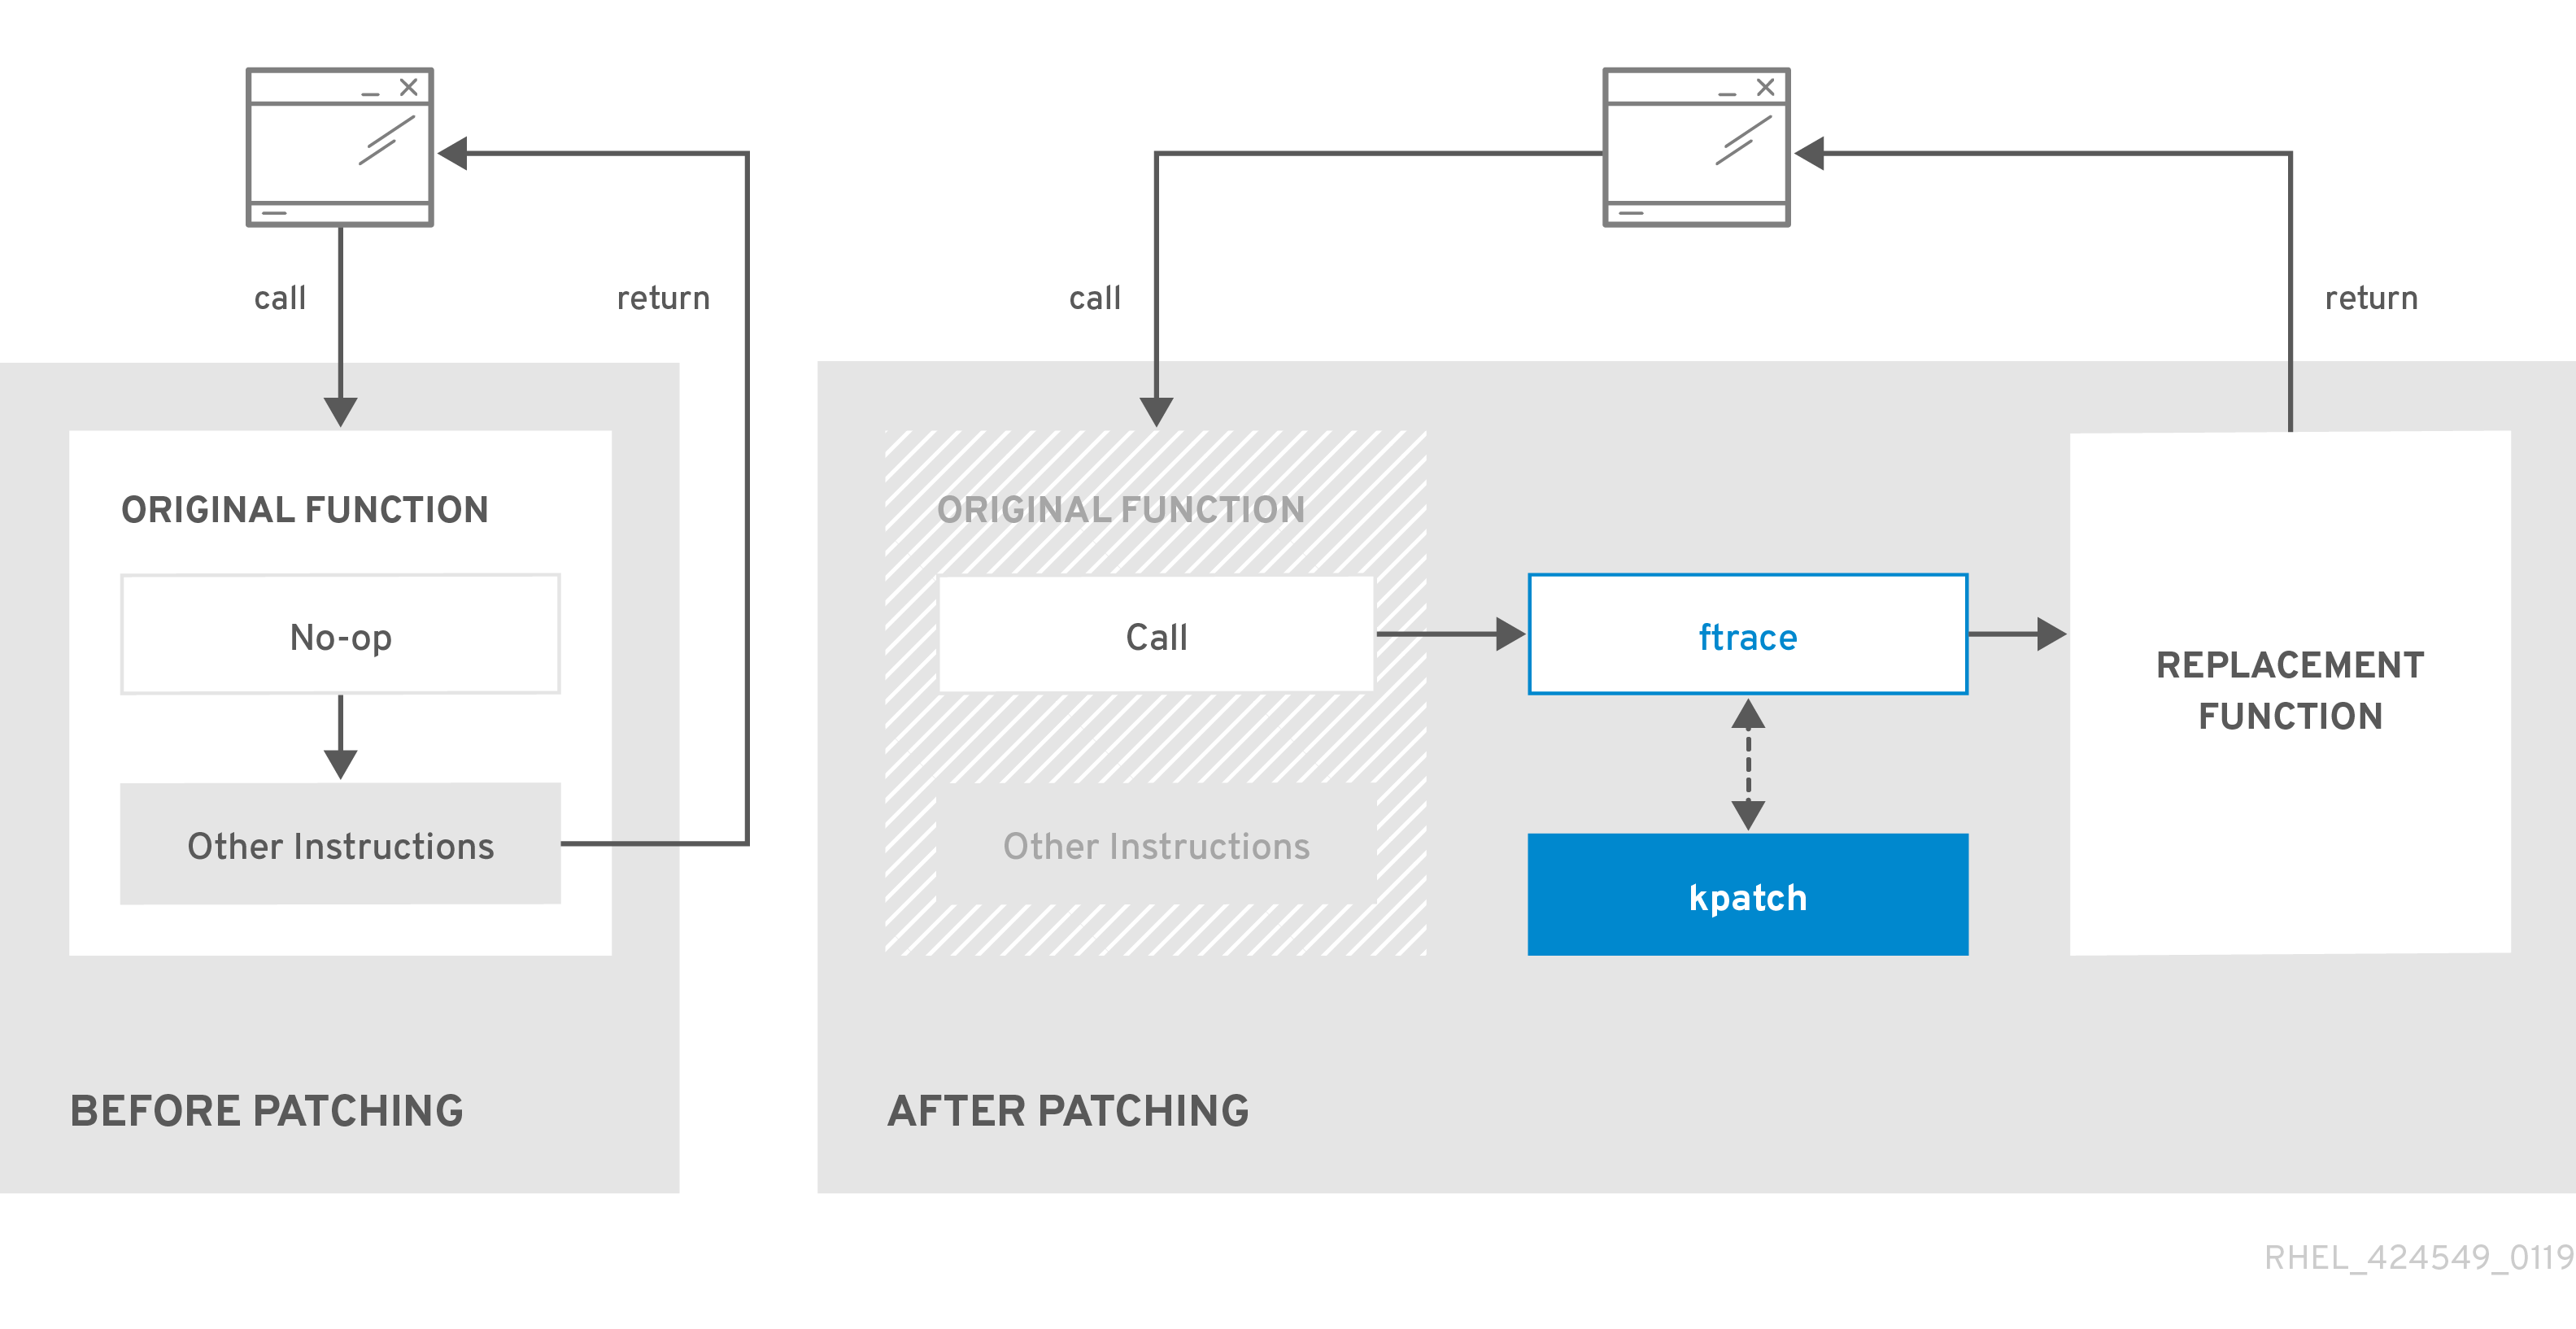 call
return
ORIGINAL FUNCTION
No-op
Other Instructions
BEFORE PATCHING
call
return
ORIGINAL FUNCTION
Call
Other Instructions
ftrace
kpatch
REPLACEMENT
FUNCTION
AFTER PATCHING
RHEL_424549_0119